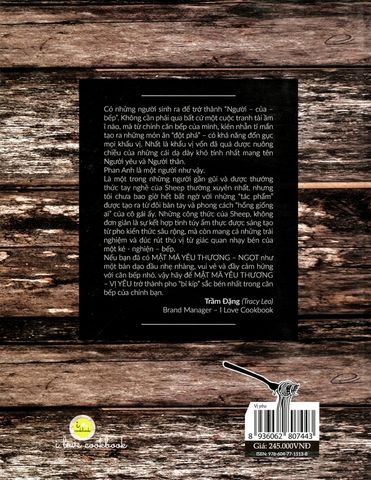 Có những người sinh ra để trở thành “Người – của –
bếp”. Không cần phải qua bất cứ một cuộc tranh tài ầm
ĩ nào, mà từ chính căn bếp của mình, kiên nhẫn tỉ mẩn
tạo ra những món ăn “đột phá” – có khả năng đốn gục
mọi khẩu vị. Nhất là khẩu vị vốn đã quá được nuông
chiều của những cái dạ dày khó tính nhất mang tên
Người yêu và Người thân.
Phan Anh là một người như vậy.
Là một trong những người gần gũi và được thưởng
thức tay nghề của Sheep thường xuyên nhất, nhưng
tôi chưa bao giờ hết bất ngờ với những “tác phẩm”
được tạo ra từ đôi bàn tay và phong cách “hổng giống
ai” của cô gái ấy. Những công thức của Sheep, không
đơn giản là sự kết hợp tinh túy ẩm thực được sáng tạo
từ pho kiến thức sâu rộng, mà còn mang cả những trải
nghiệm và đúc rút thú vị từ giác quan nhạy bén của
một kẻ - nghiện – bếp.
Nếu bạn đã có MẬT MÃ YÊU THƯƠNG – NGỌT như
một bản dạo đầu nhẹ nhàng, vui vẻ và đầy cảm hứng
với căn bếp nhỏ, vậy hãy để MẬT MÃ YÊU THƯƠNG
– VỊ YÊU trở thành pho “bí kíp” sắc bén nhất trong căn
bếp của chính bạn.
Trầm Đặng (Tracy Leo)
Brand Manager – I Love Cookbook
i love cookbook
Vị yêu
8 936062 807443
Giá: 245.000VNĐ
ISBN: 978-604-77-1513-8